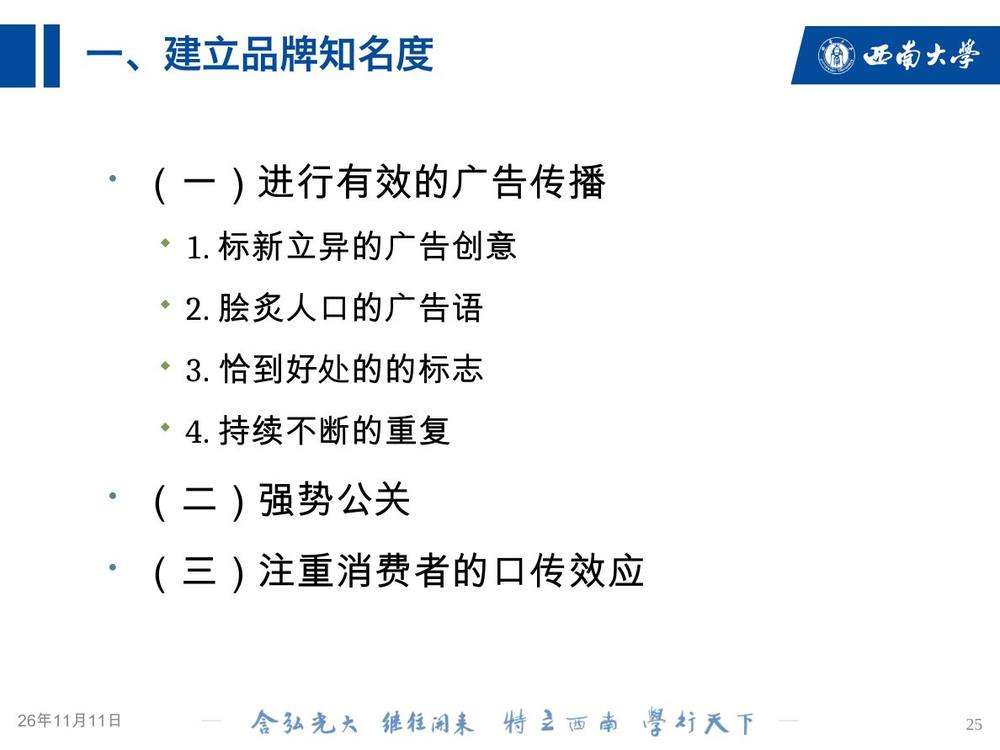 一、建立品牌知名度
西南大学
（一）进行有效的广告传播
1. 标新立异的广告创意
2. 脍炙人口的广告语
3. 恰到好处的的标志
4. 持续不断的重复
（二）强势公关
（三）注重消费者的口传效应
26年11月11日
含弘光大 继往开来 特立西南 学行天下
25